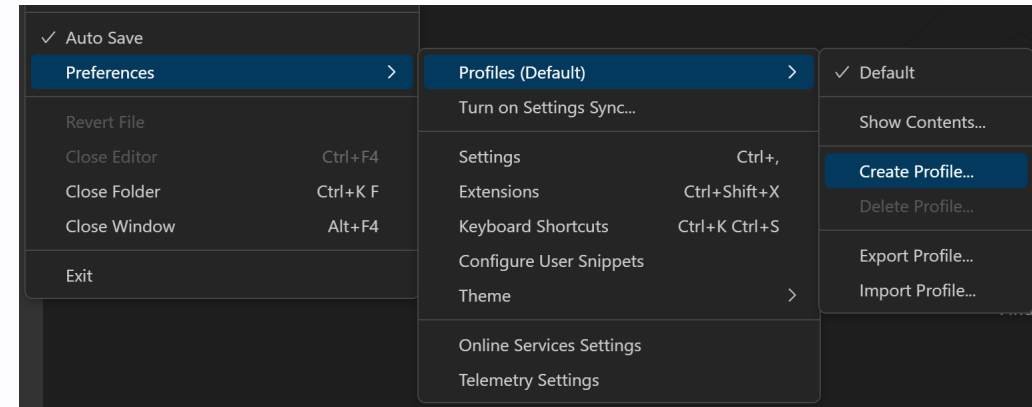 ✓ Auto Save
Preferences >
Revert File
Close Editor Ctrl+F4
Close Folder Ctrl+K F
Close Window Alt+F4
Exit
Profiles (Default) >
Turn on Settings Sync...
Settings Ctrl+,
Extensions Ctrl+Shift+X
Keyboard Shortcuts Ctrl+K Ctrl+S
Configure User Snippets
Theme >
Online Services Settings
Telemetry Settings
✓ Default
Show Contents...
Create Profile...
Delete Profile...
Export Profile...
Import Profile...